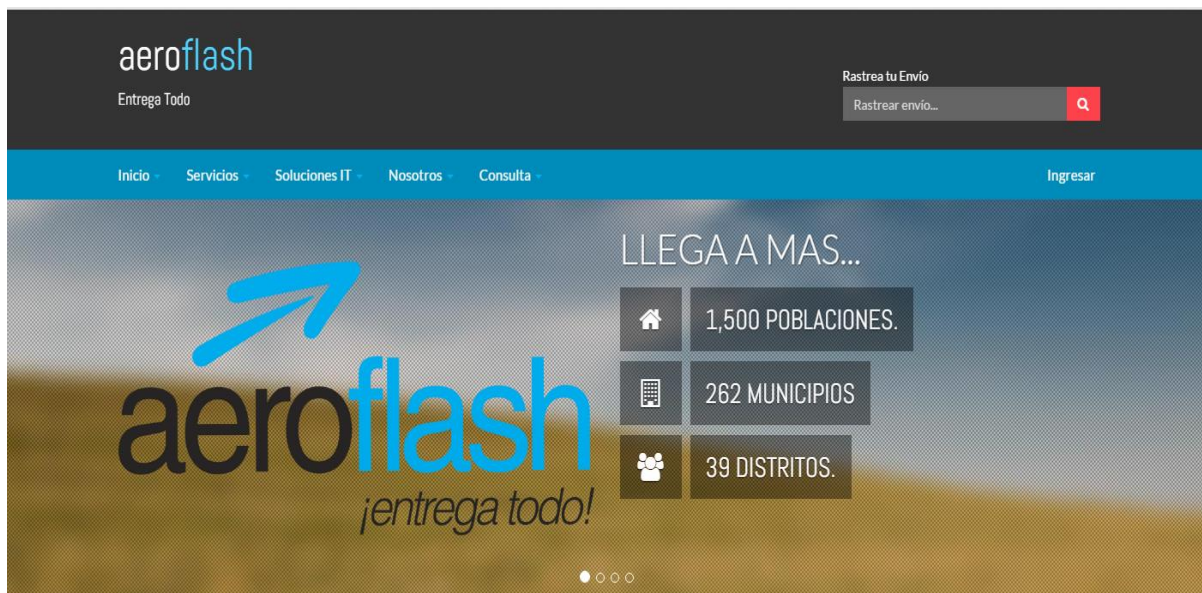 aeroflash
Entrega Todo
Rastrea tu Envío
Rastrear envío...
Inicio Servicios Soluciones IT Nosotros Consulta Ingresar
LLEGA A MAS...
1,500 POBLACIONES.
262 MUNICIPIOS
39 DISTRITOS.
aeroflash
¡entrega todo!